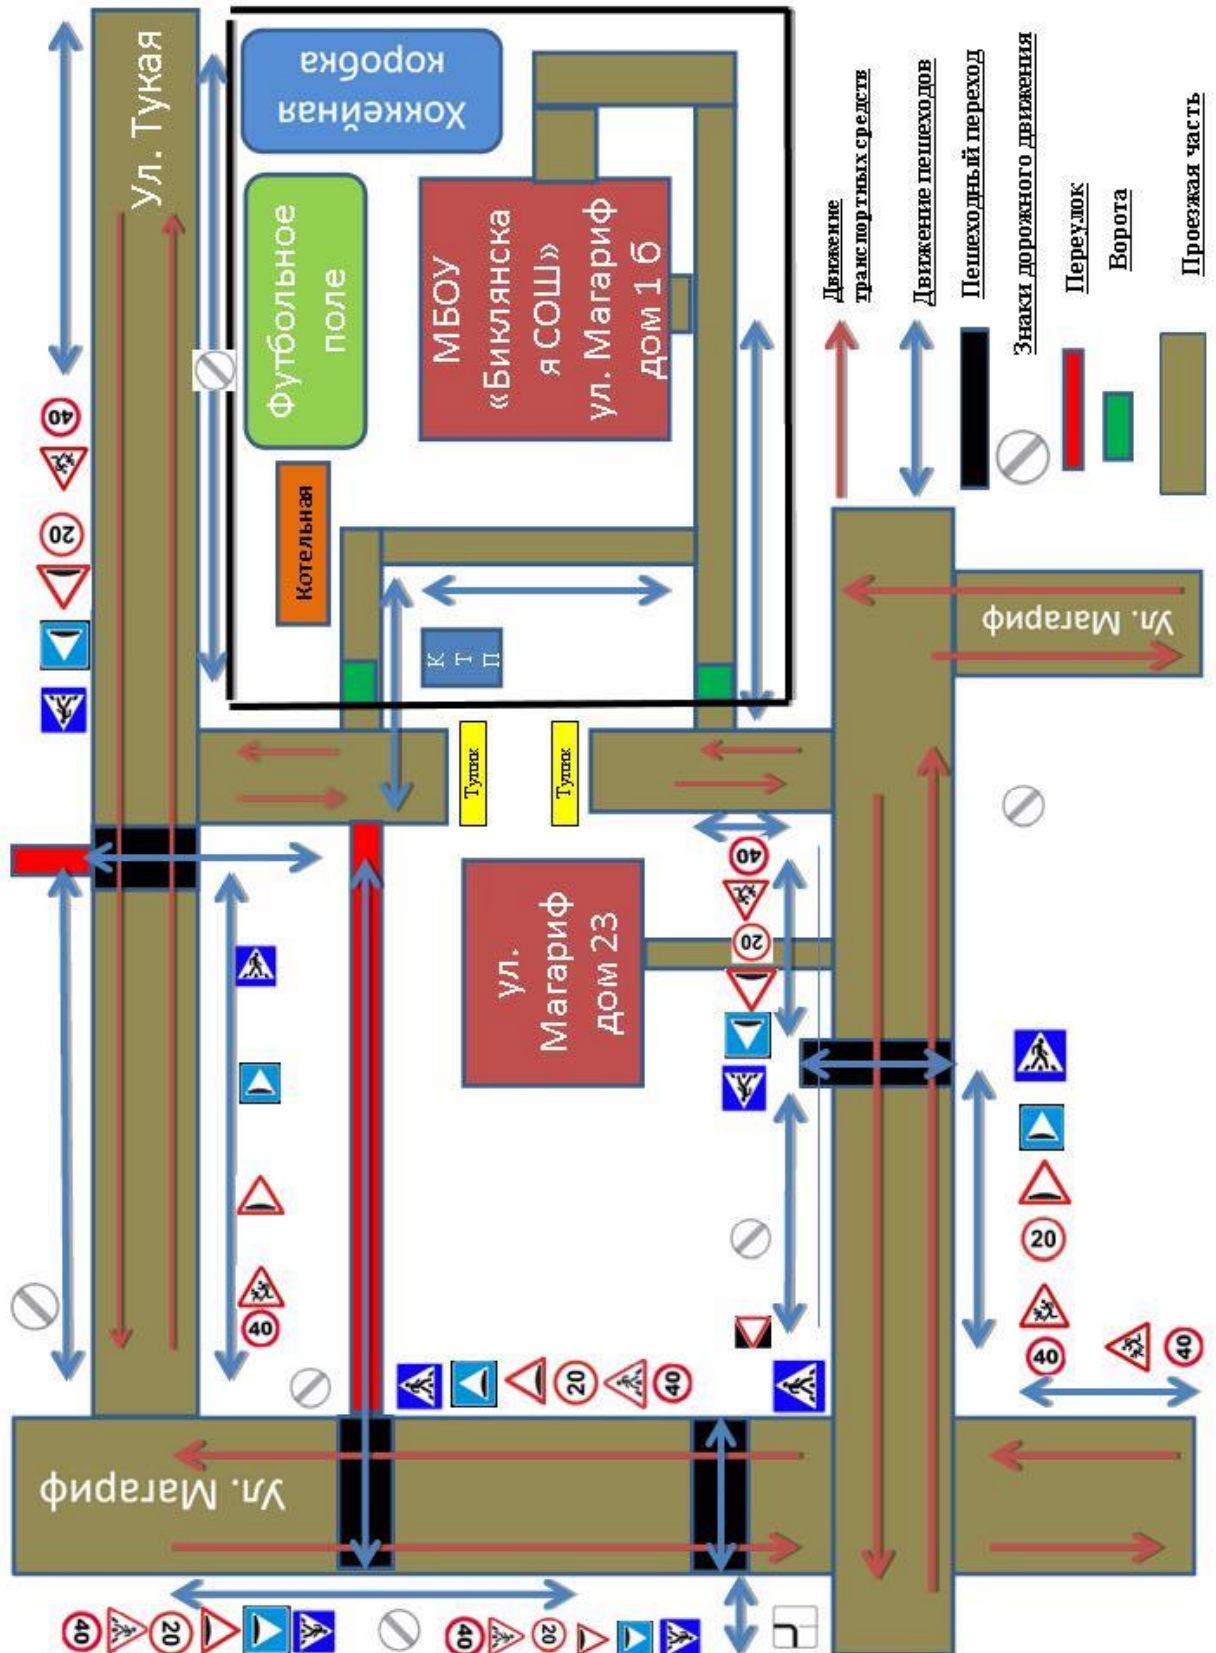 Ул. Тукая
Хоккейная
коробка
Футбольное
поле
МБОУ
«Биклянска
я СОШ»
ул. Магариф
дом 1 б
Котельная
К
Т
П
Тупик
Тупик
ул.
Магариф
дом 23
Ул. Магариф
Ул. Магариф
40
20
40
40
20
20
40
40
20
40
40
20
40
20
40
Движение
транспортных средств
Движение пешеходов
Пешеходный переход
Знаки дорожного движения
Переулок
Ворота
Проезжая часть